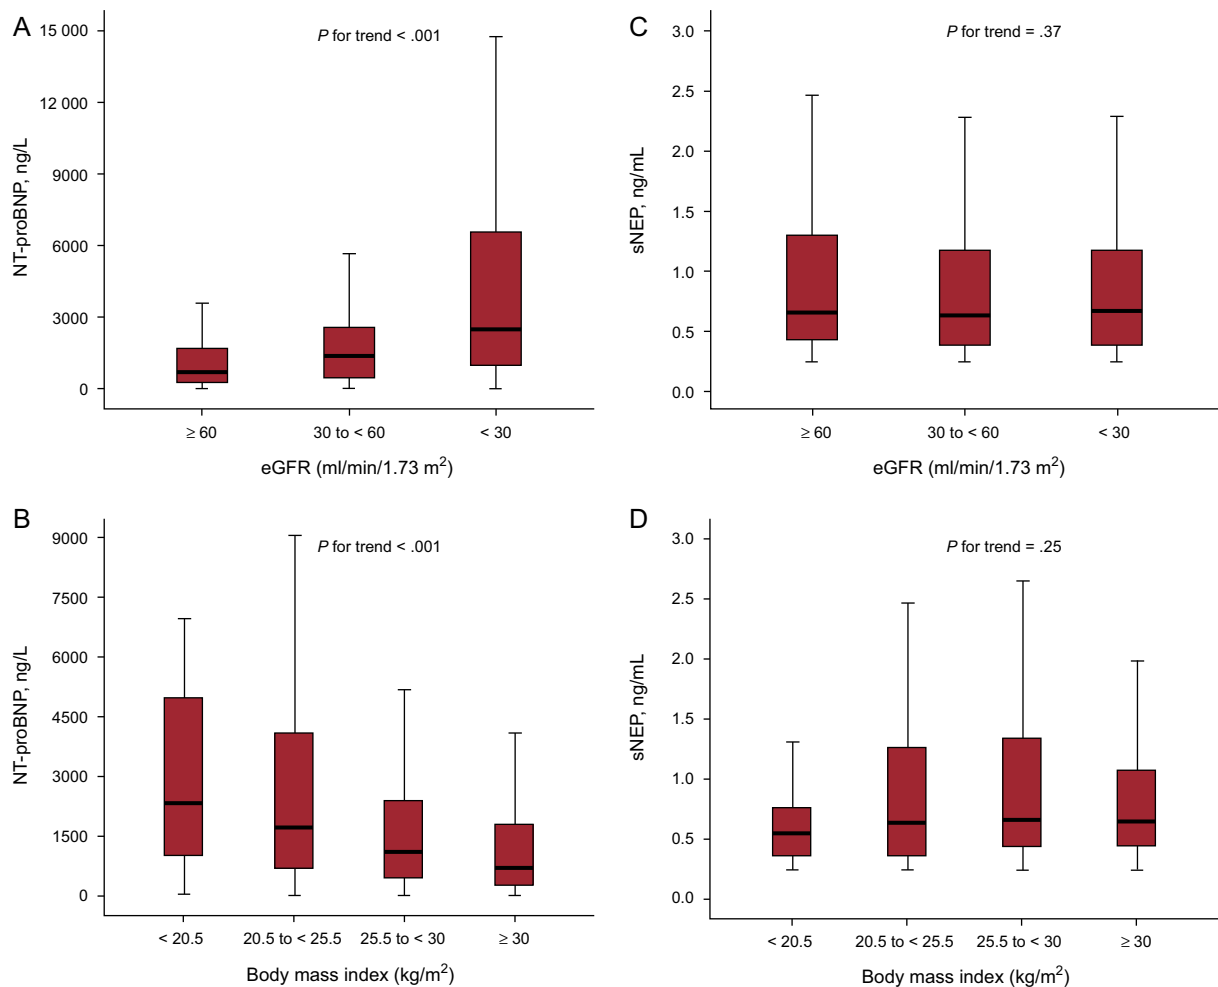 A
P for trend < .001
NT-proBNP, ng/L
15 000
12 000
9000
6000
3000
0
≥ 60
30 to < 60
< 30
eGFR (ml/min/1.73 m²)
B
P for trend < .001
NT-proBNP, ng/L
9000
7500
6000
4500
3000
1500
0
< 20.5
20.5 to < 25.5
25.5 to < 30
≥ 30
Body mass index (kg/m²)
C
P for trend = .37
sNEP, ng/mL
3.0
2.5
2.0
1.5
1.0
0.5
0.0
≥ 60
30 to < 60
< 30
eGFR (ml/min/1.73 m²)
D
P for trend = .25
sNEP, ng/mL
3.0
2.5
2.0
1.5
1.0
0.5
0.0
< 20.5
20.5 to < 25.5
25.5 to < 30
≥ 30
Body mass index (kg/m²)